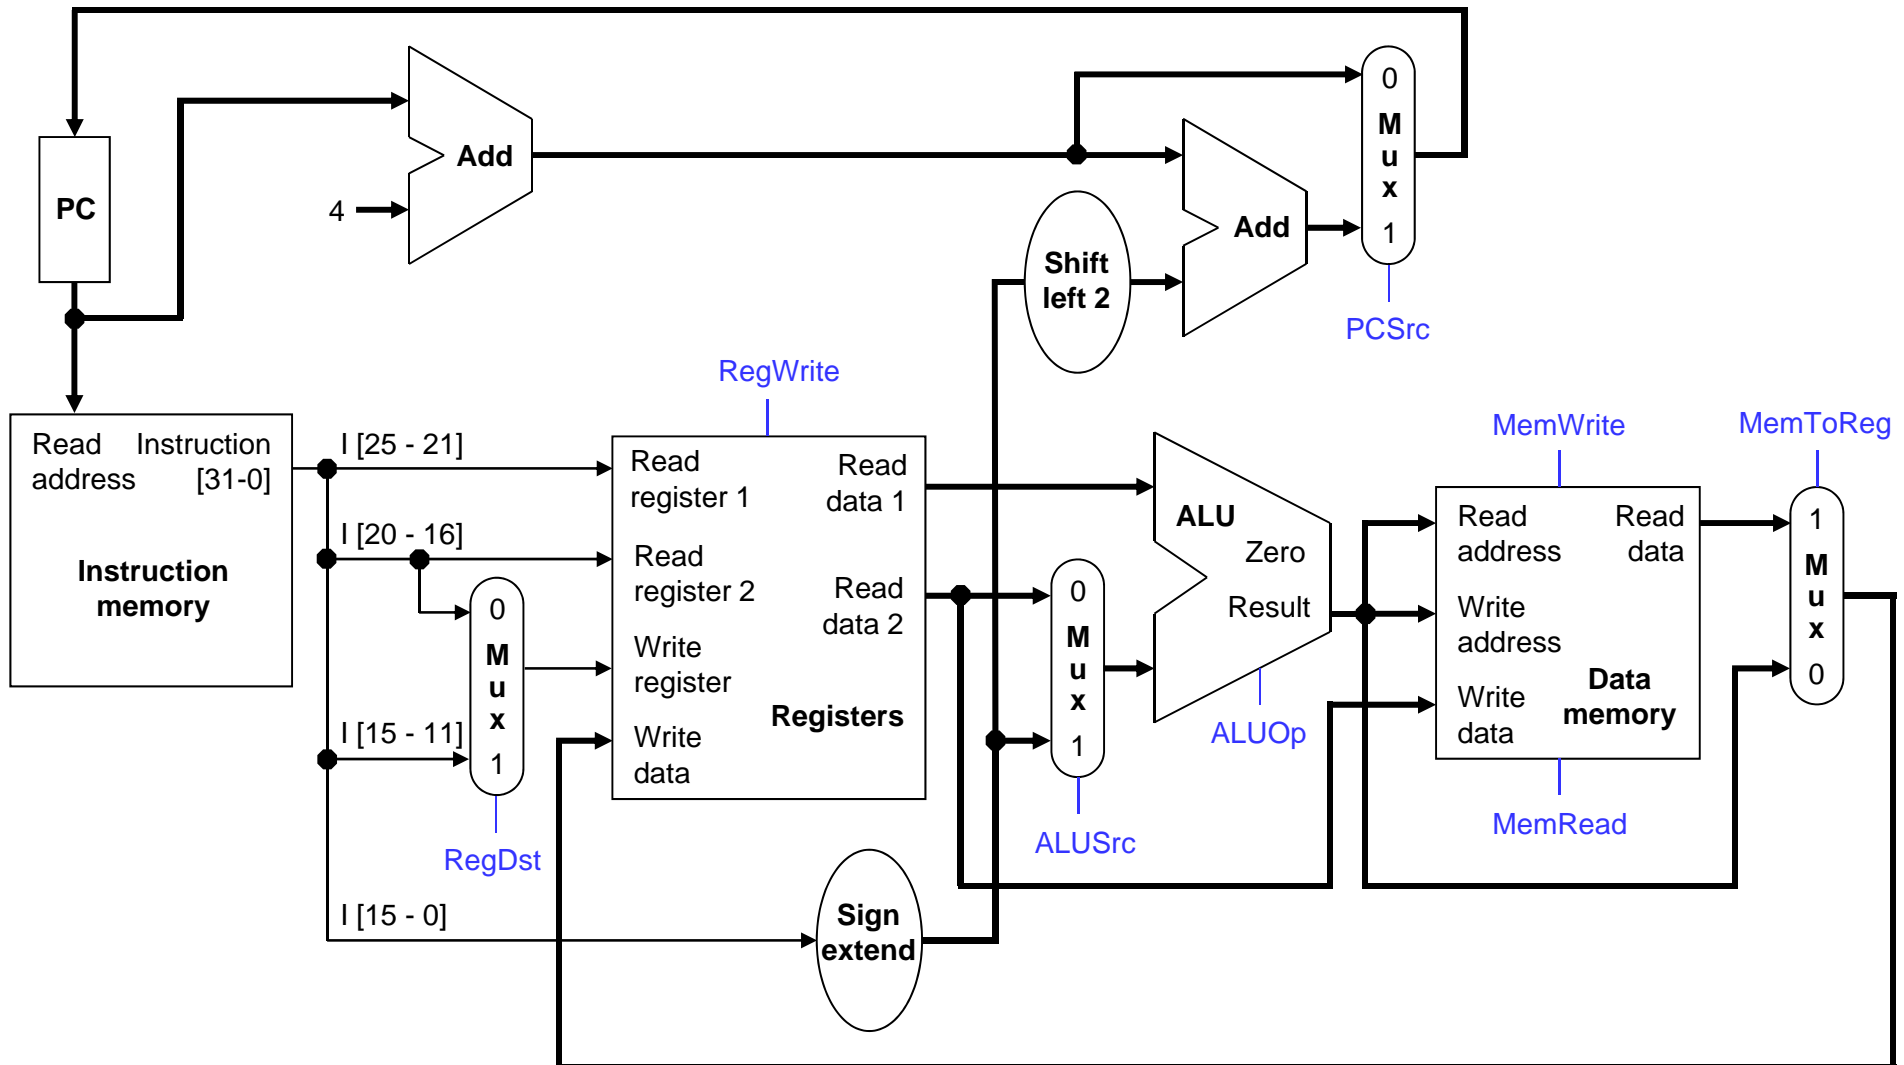 0
M
u
x
1
Add
PC
4
Add
Shift
left 2
PCSrc
RegWrite
MemWrite
MemToReg
Read
address
Instruction
[31-0]
Instruction
memory
I [25 - 21]
I [20 - 16]
I [15 - 11]
I [15 - 0]
0
M
u
x
1
RegDst
Read
register 1
Read
register 2
Write
register
Write
data
Read
data 1
Read
data 2
Registers
Sign
extend
0
M
u
x
1
ALUSrc
ALU
Zero
Result
ALUOp
Read
address
Write
address
Write
data
Read
data
Data
memory
MemRead
1
M
u
x
0